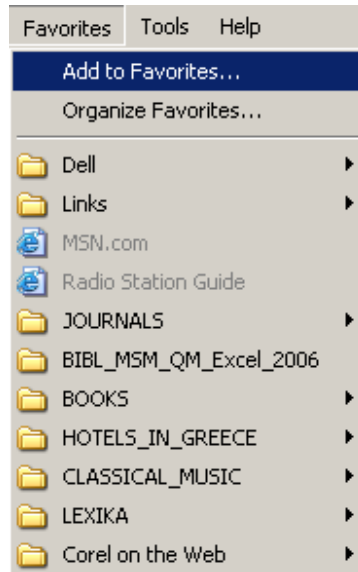 Favorites Tools Help
Add to Favorites...
Organize Favorites...
Dell
Links
MSN.com
Radio Station Guide
JOURNALS
BIBL_MSM_QM_Excel_2006
BOOKS
HOTELS_IN_GREECE
CLASSICAL_MUSIC
LEXIKA
Corel on the Web